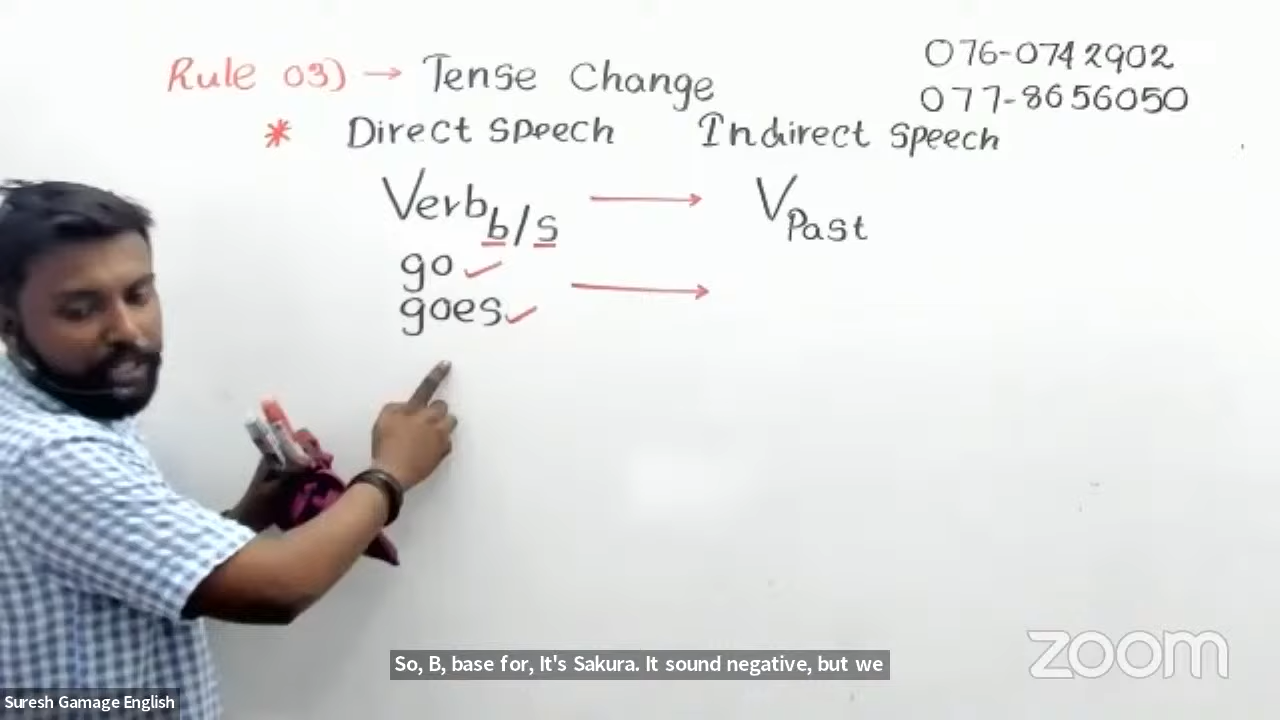 Rule 03) → Tense Change
076-0742902
077-8656050
* Direct Speech Indirect Speech
Verb b/s → V Past
go ✓
goes ✓ →
So, B, base for, It's Sakura. It sound negative, but we
Suresh Gamage English
zoom